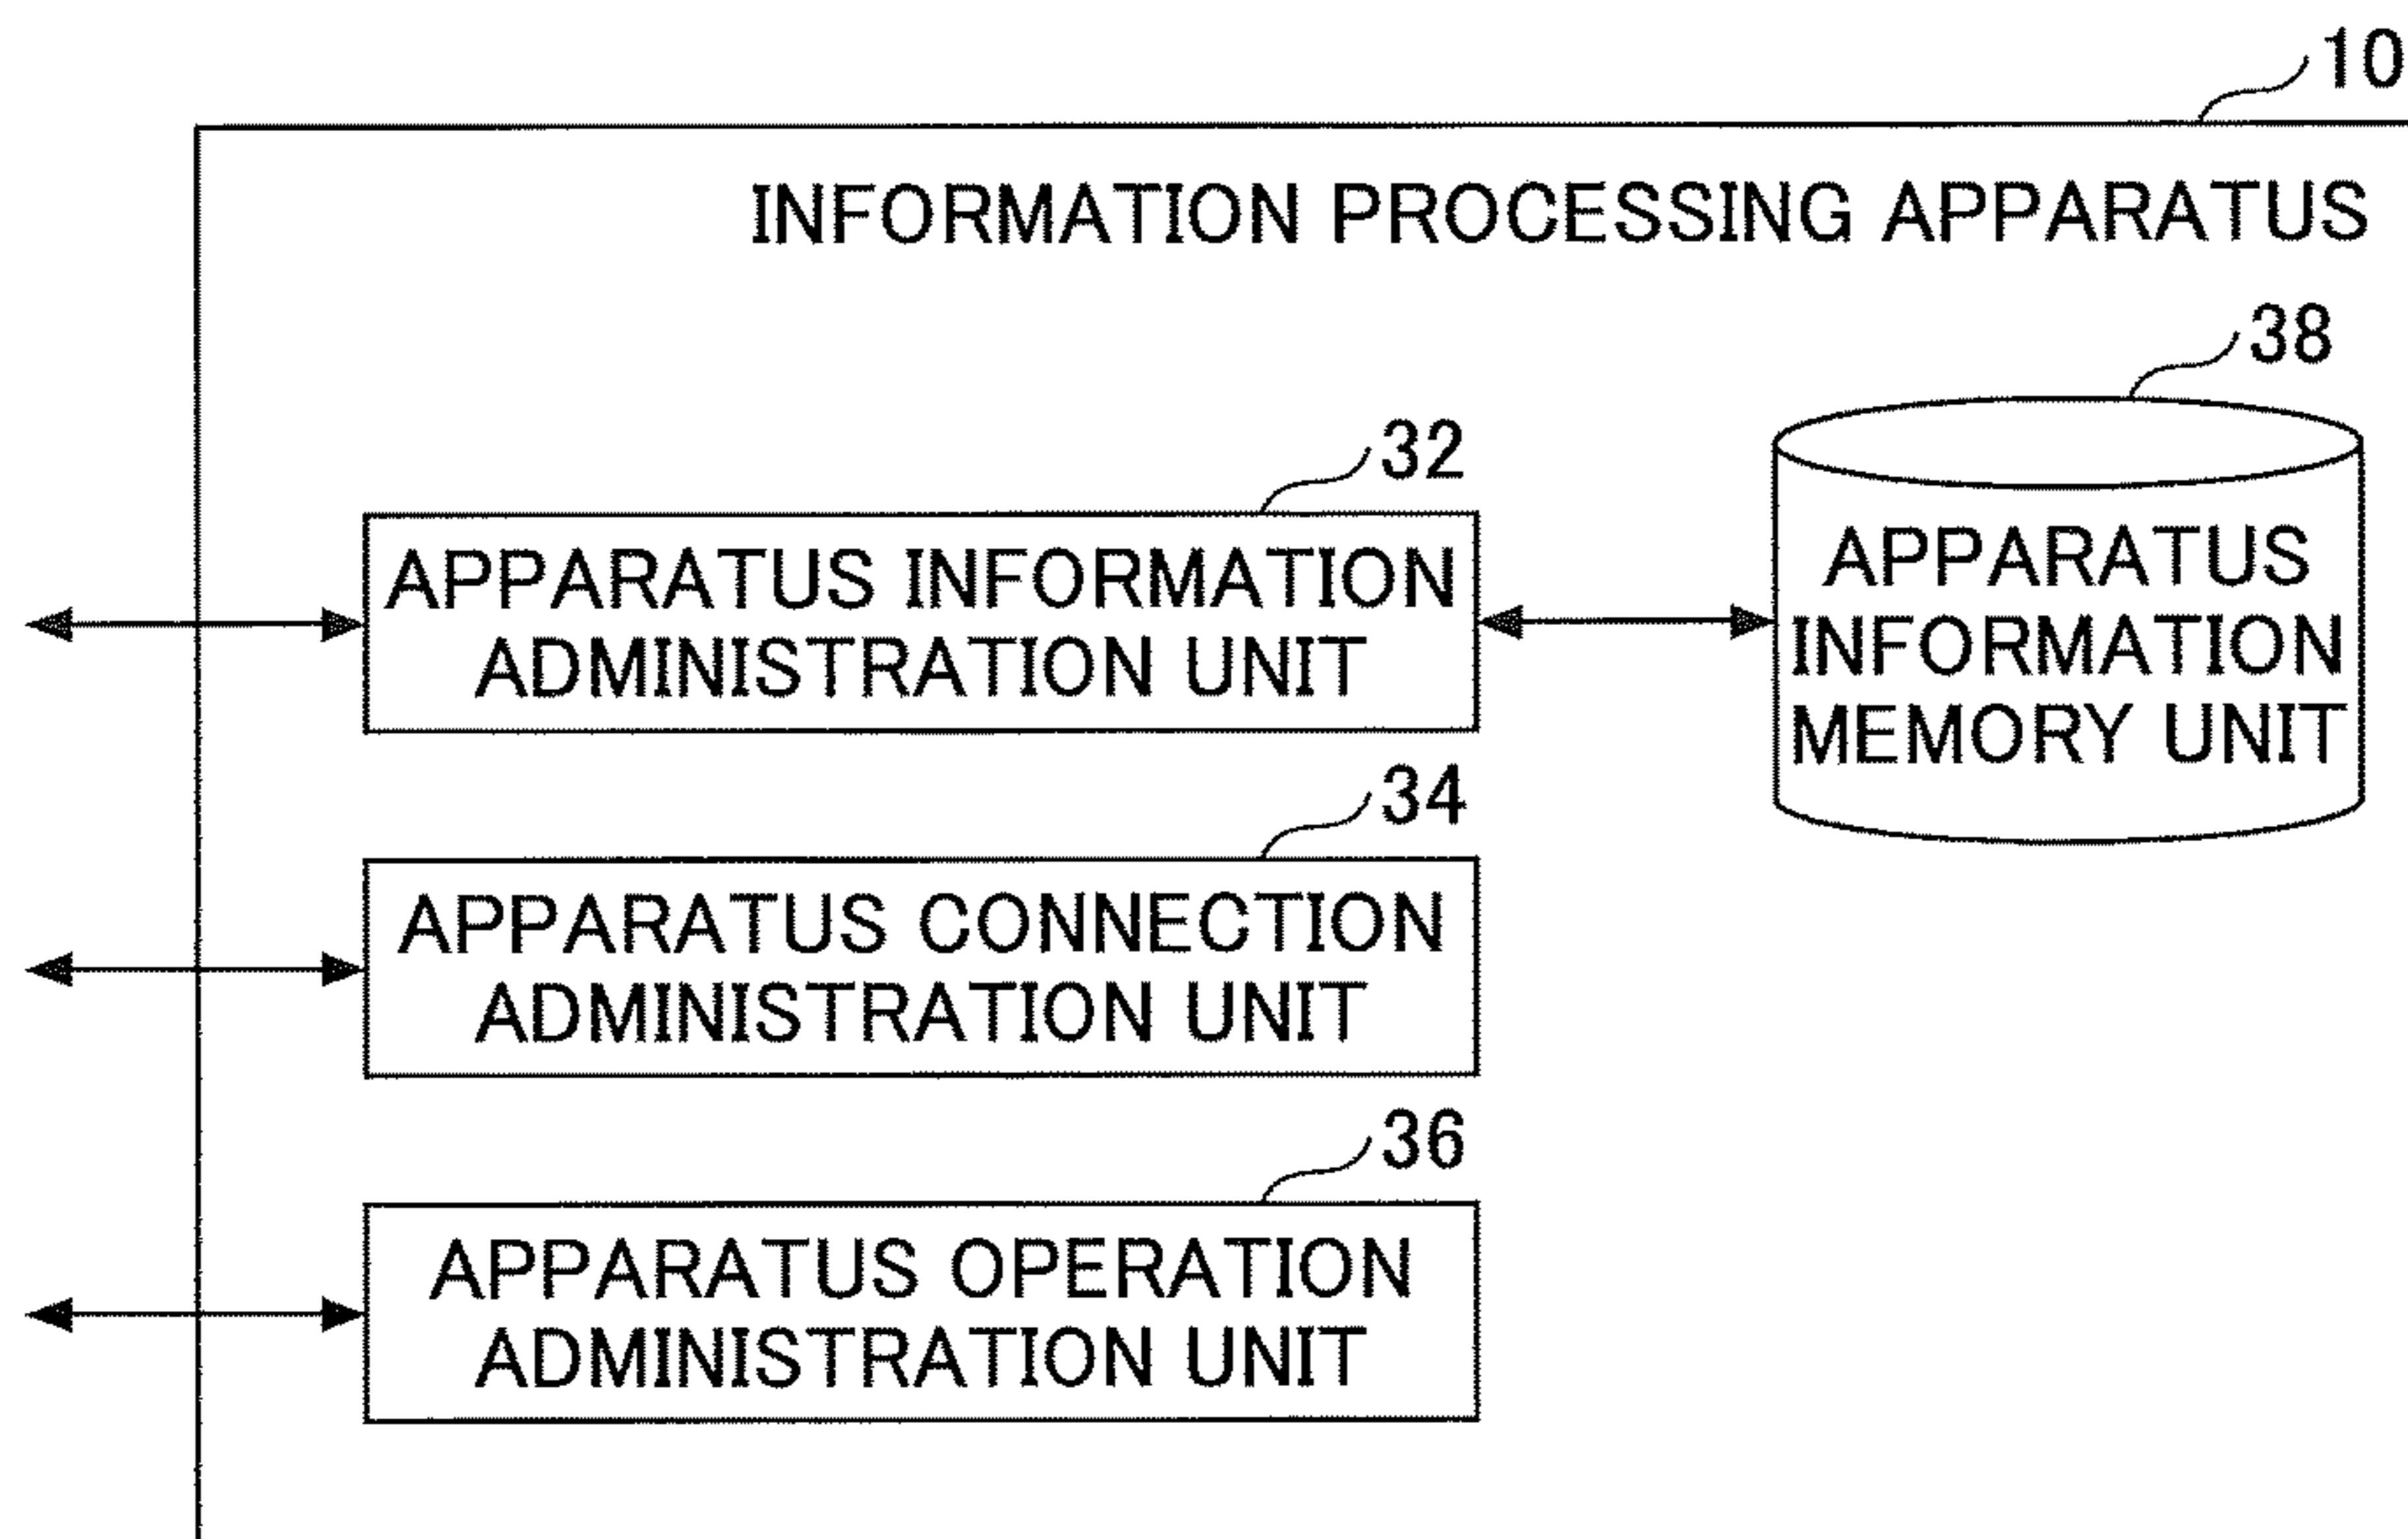 10
INFORMATION PROCESSING APPARATUS
38
32
APPARATUS INFORMATION
ADMINISTRATION UNIT
APPARATUS
INFORMATION
MEMORY UNIT
34
APPARATUS CONNECTION
ADMINISTRATION UNIT
36
APPARATUS OPERATION
ADMINISTRATION UNIT